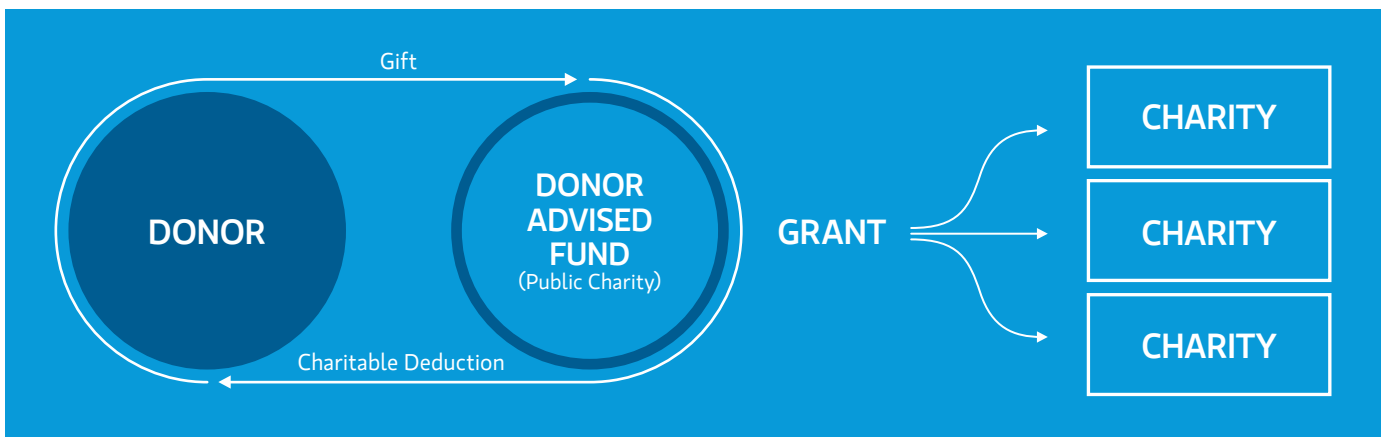 Gift
DONOR
DONOR
ADVISED
FUND
(Public Charity)
Charitable Deduction
GRANT
CHARITY
CHARITY
CHARITY